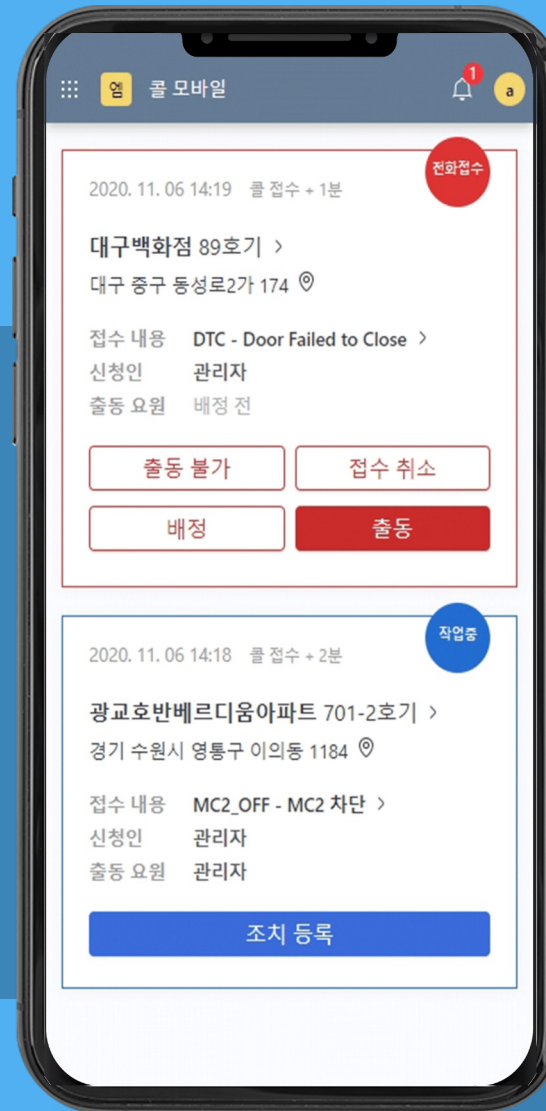 엠 콜 모바일 1 a
전화접수
2020. 11. 06 14:19 콜 접수 + 1분
대구백화점 89호기 >
대구 중구 동성로2가 174
접수 내용 DTC - Door Failed to Close >
신청인 관리자
출동 요원 배정 전
출동 불가 접수 취소
배정 출동
작업중
2020. 11. 06 14:18 콜 접수 + 2분
광교호반베르디움아파트 701-2호기 >
경기 수원시 영통구 이의동 1184
접수 내용 MC2_OFF - MC2 차단 >
신청인 관리자
출동 요원 관리자
조치 등록